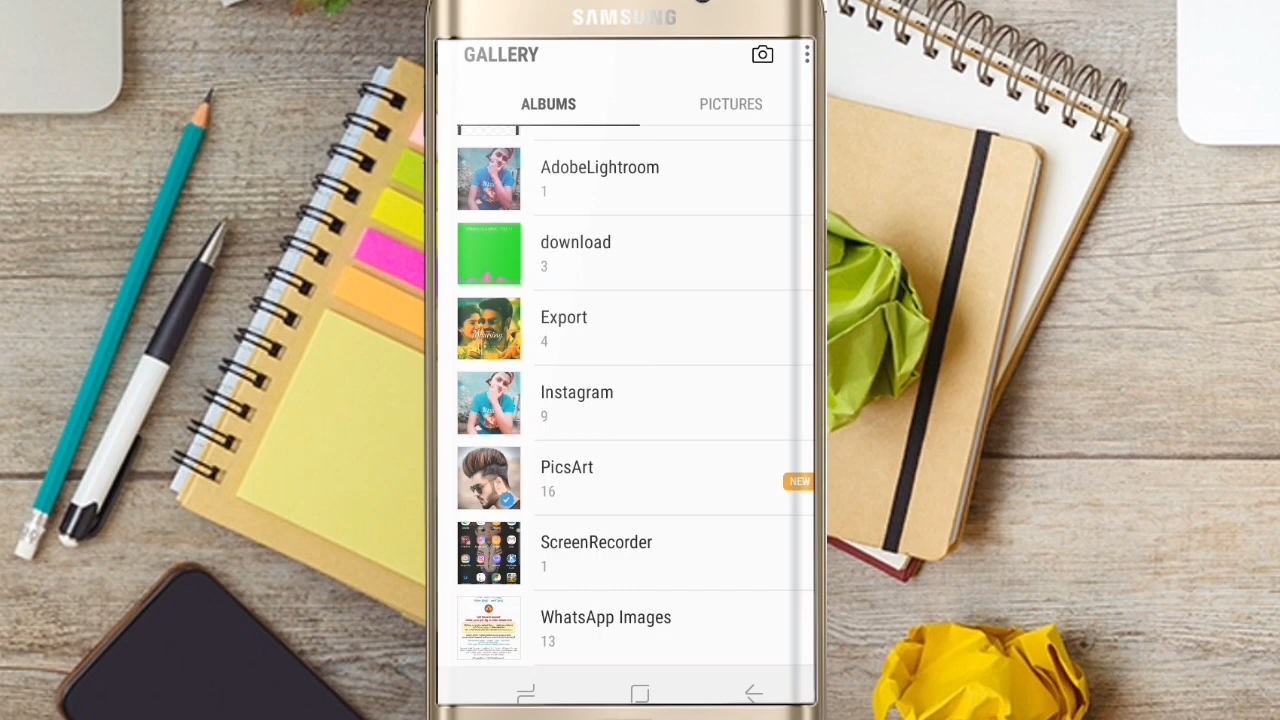 SAMSUNG
GALLERY
ALBUMS
PICTURES
AdobeLightroom
1
download
3
Export
4
Instagram
9
PicsArt
16
NEW
ScreenRecorder
1
WhatsApp Images
13